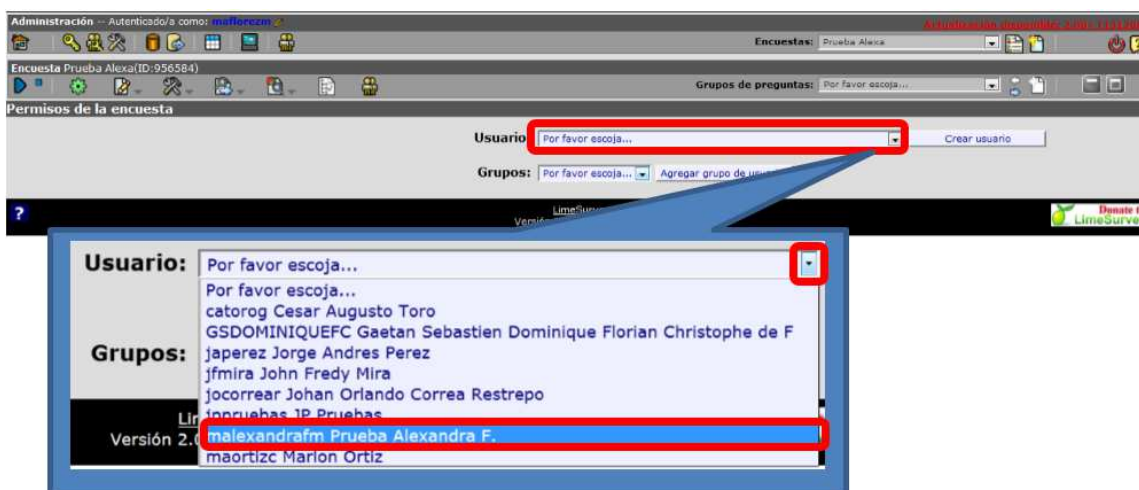 Administración -- Autenticado/a como: maflorezm
Encuestas: Prueba Alexa
Encuesta Prueba Alexa(ID:956584)
Grupos de preguntas: Por favor escoja...
Permisos de la encuesta
Usuario Por favor escoja... Crear usuario
Grupos: Por favor escoja... Agregar grupo de
?
Donate
LimeSurve
Usuario: Por favor escoja...
Por favor escoja...
catorog Cesar Augusto Toro
GSDOMINIQUEFC Gaetan Sebastien Dominique Florian Christophe de F
Grupos:
japerez Jorge Andres Perez
jfmira John Fredy Mira
jocorrear Johan Orlando Correa Restrepo
jppruebas JP Pruebas
malexandrafm Prueba Alexandra F.
maortizc Marlon Ortiz
Lir
Versión 2.0